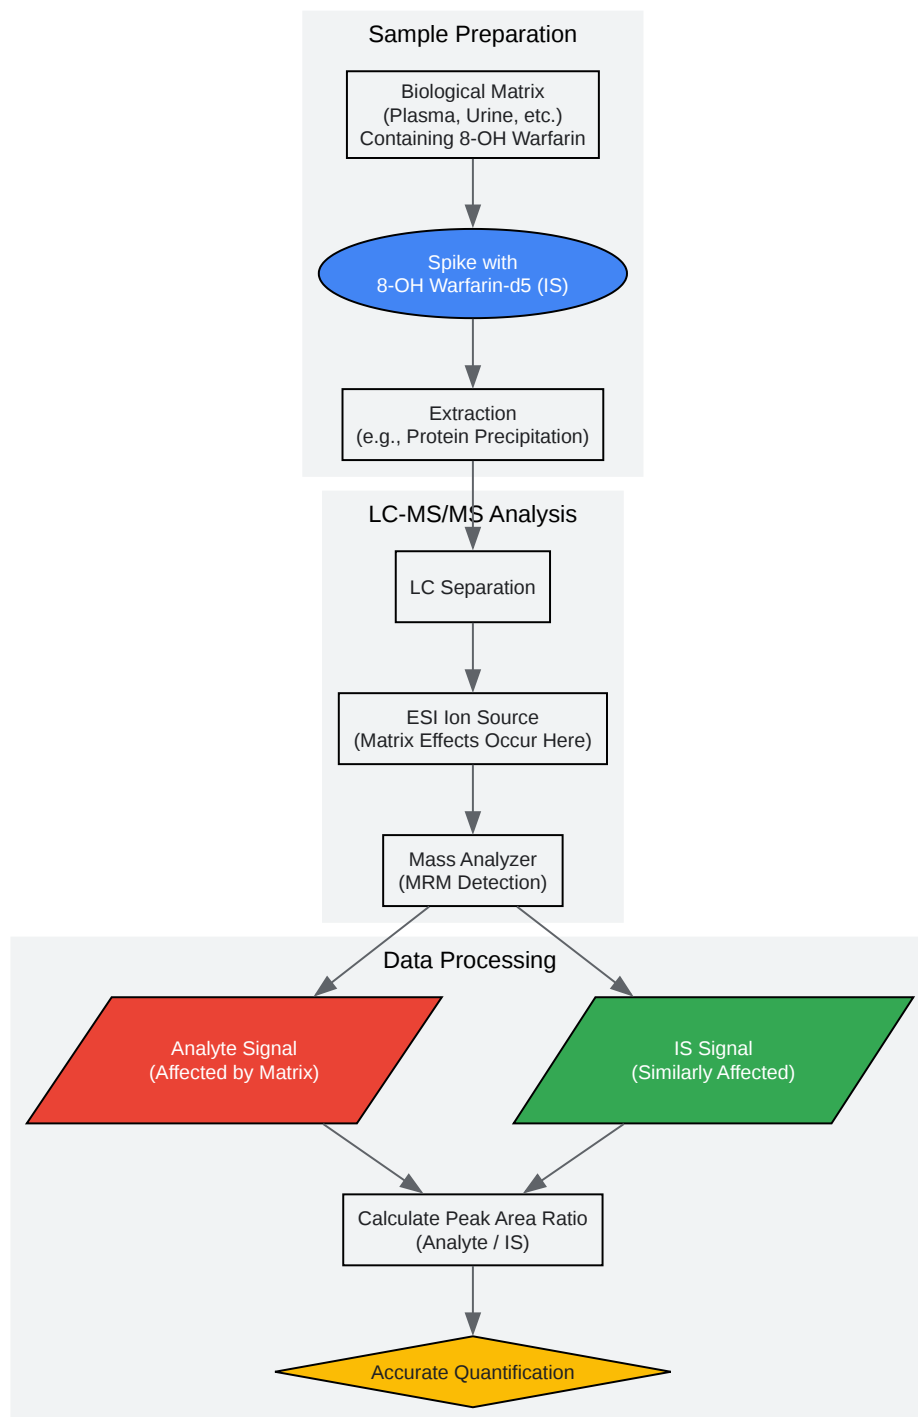 Sample Preparation
Biological Matrix
(Plasma, Urine, etc.)
Containing 8-OH Warfarin
Spike with
8-OH Warfarin-d5 (IS)
Extraction
(e.g., Protein Precipitation)
LC-MS/MS Analysis
LC Separation
ESI Ion Source
(Matrix Effects Occur Here)
Mass Analyzer
(MRM Detection)
Data Processing
Analyte Signal
(Affected by Matrix)
IS Signal
(Similarly Affected)
Calculate Peak Area Ratio
(Analyte / IS)
Accurate Quantification